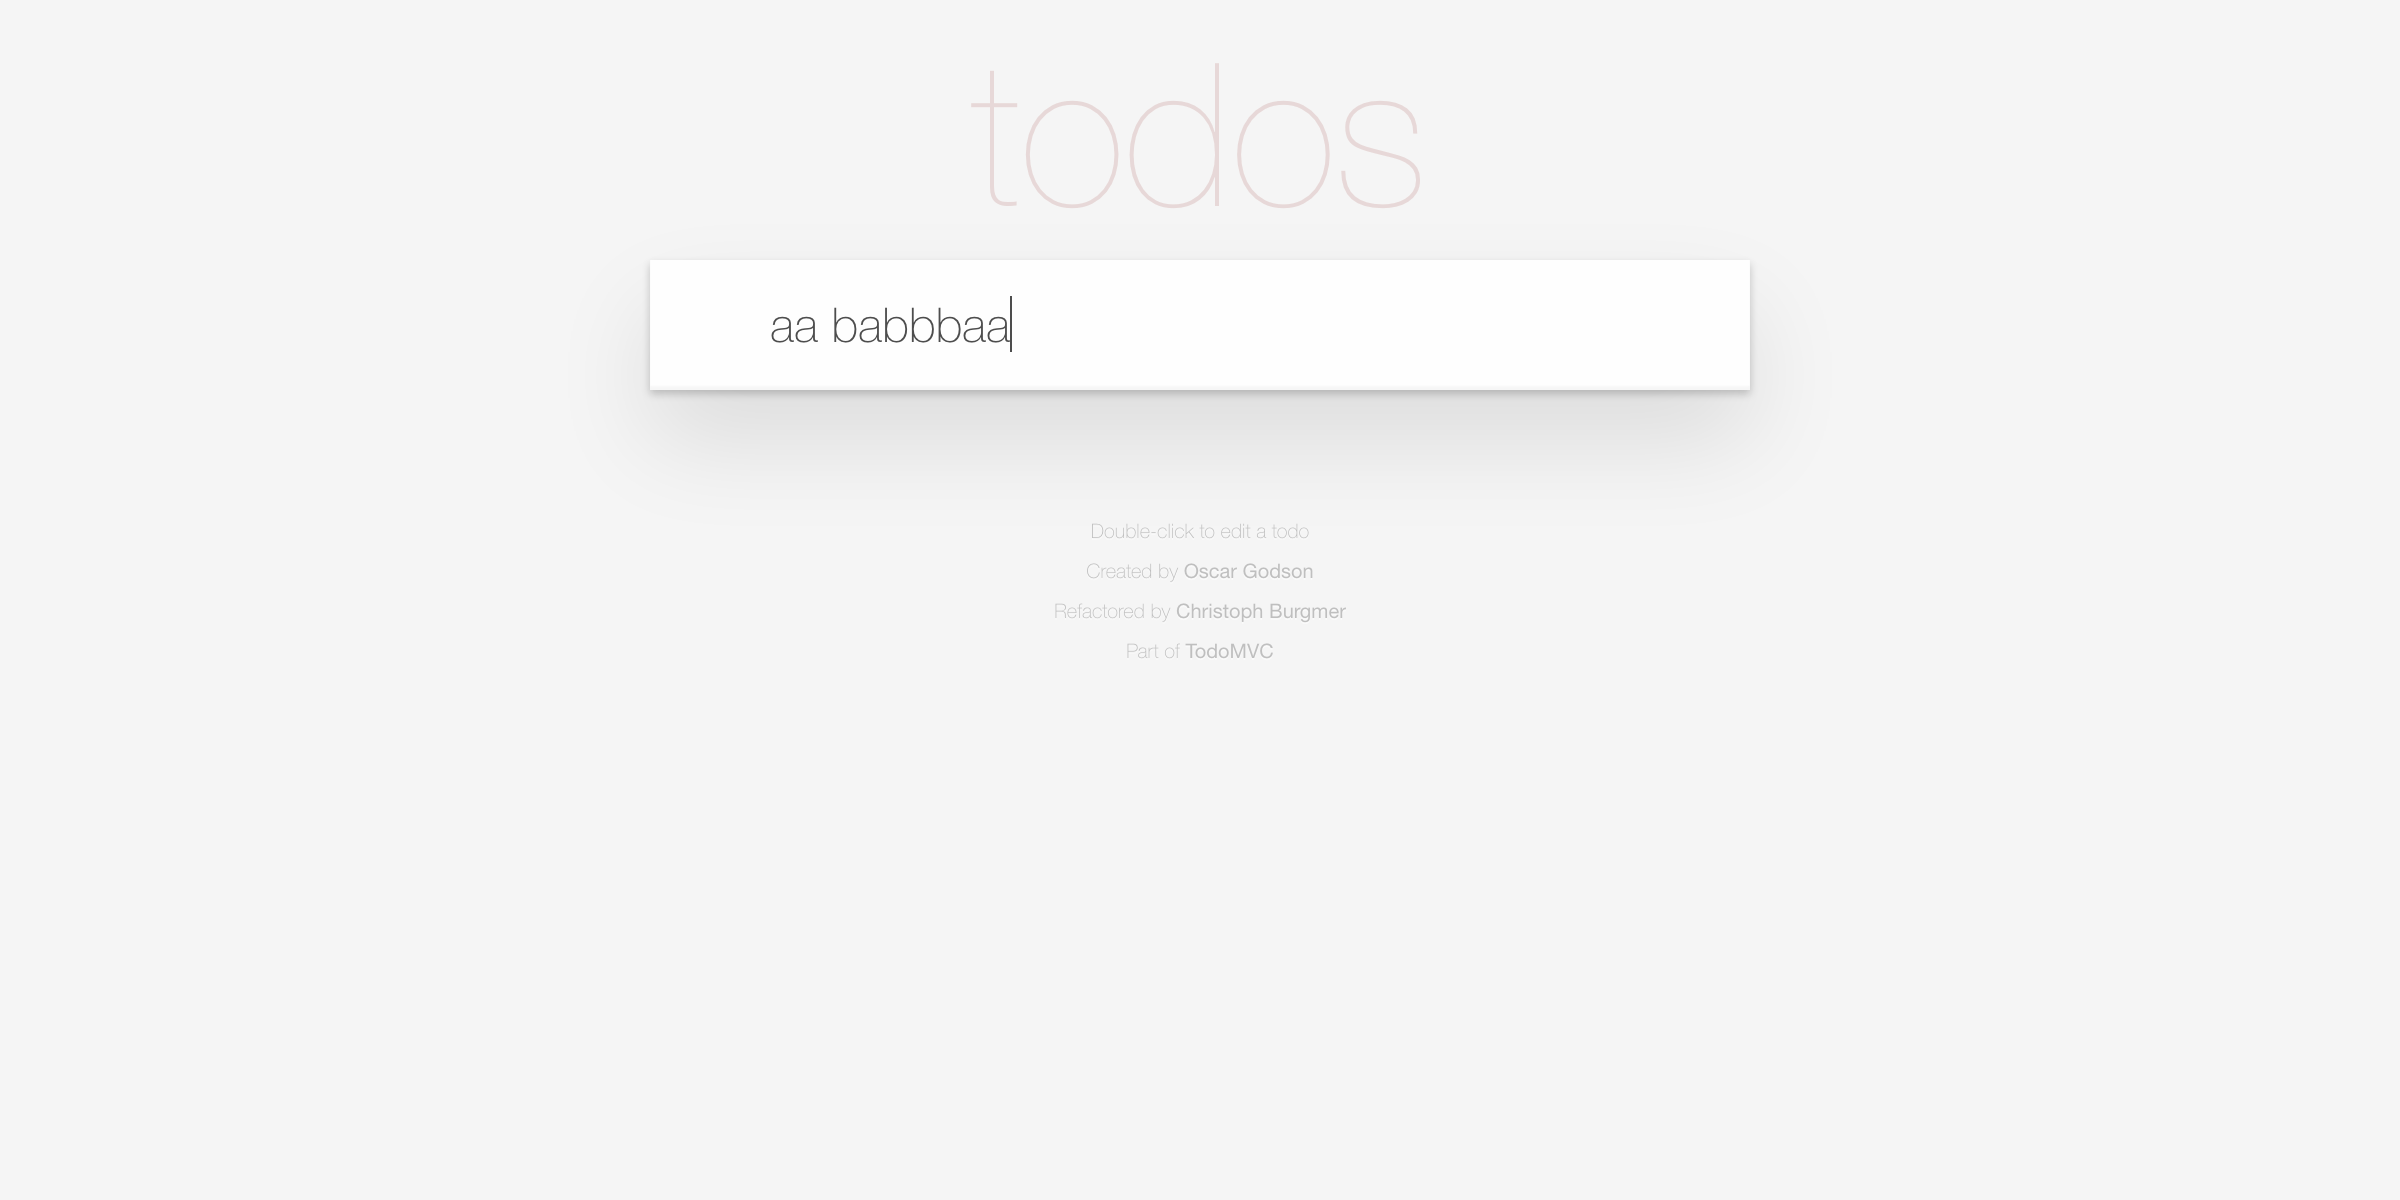 todos
aa babbbaa
Double-click to edit a todo
Created by Oscar Godson
Refactored by Christoph Burgmer
Part of TodoMVC